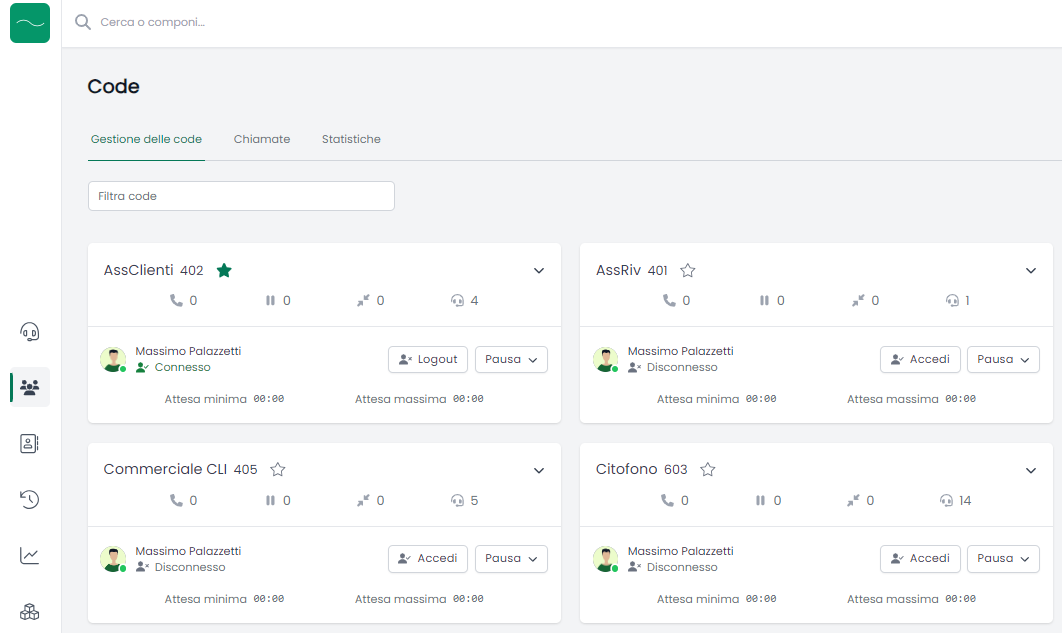 Cerca o componi...
Code
Gestione delle code Chiamate Statistiche
Filtra code
AssClienti 402
0 0 0 4
Massimo Palazzetti
Connesso
Logout Pausa
Attesa minima 00:00 Attesa massima 00:00
AssRiv 401
0 0 0 1
Massimo Palazzetti
Disconnesso
Accedi Pausa
Attesa minima 00:00 Attesa massima 00:00
Commerciale CLI 405
0 0 0 5
Massimo Palazzetti
Disconnesso
Accedi Pausa
Attesa minima 00:00 Attesa massima 00:00
Citofono 603
0 0 0 14
Massimo Palazzetti
Disconnesso
Accedi Pausa
Attesa minima 00:00 Attesa massima 00:00